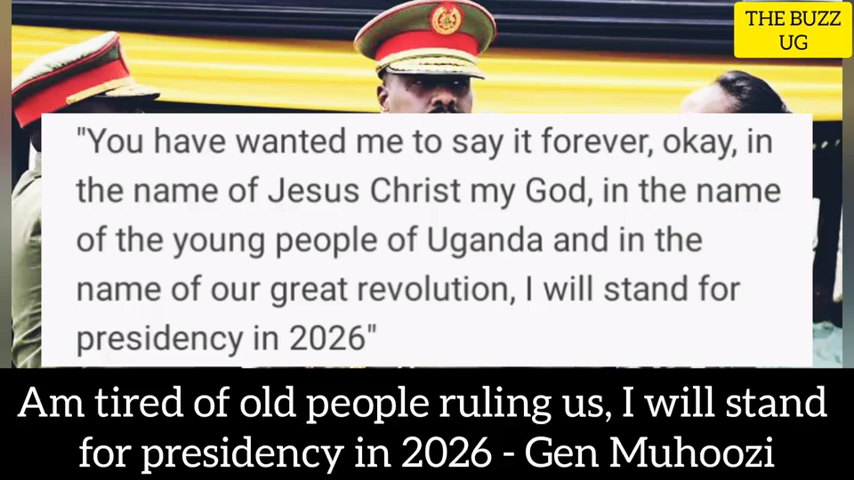 THE BUZZ
UG
"You have wanted me to say it forever, okay, in
the name of Jesus Christ my God, in the name
of the young people of Uganda and in the
name of our great revolution, I will stand for
presidency in 2026"
Am tired of old people ruling us, I will stand
for presidency in 2026 - Gen Muhoozi